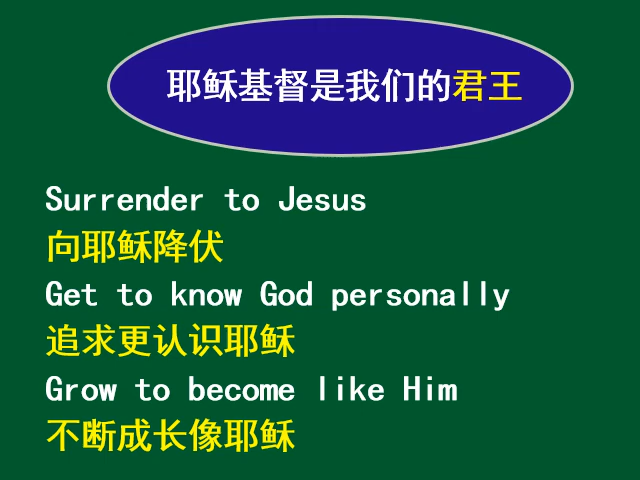 耶稣基督是我们的君王
Surrender to Jesus
向耶稣降伏
Get to know God personally
追求更认识耶稣
Grow to become like Him
不断成长像耶稣